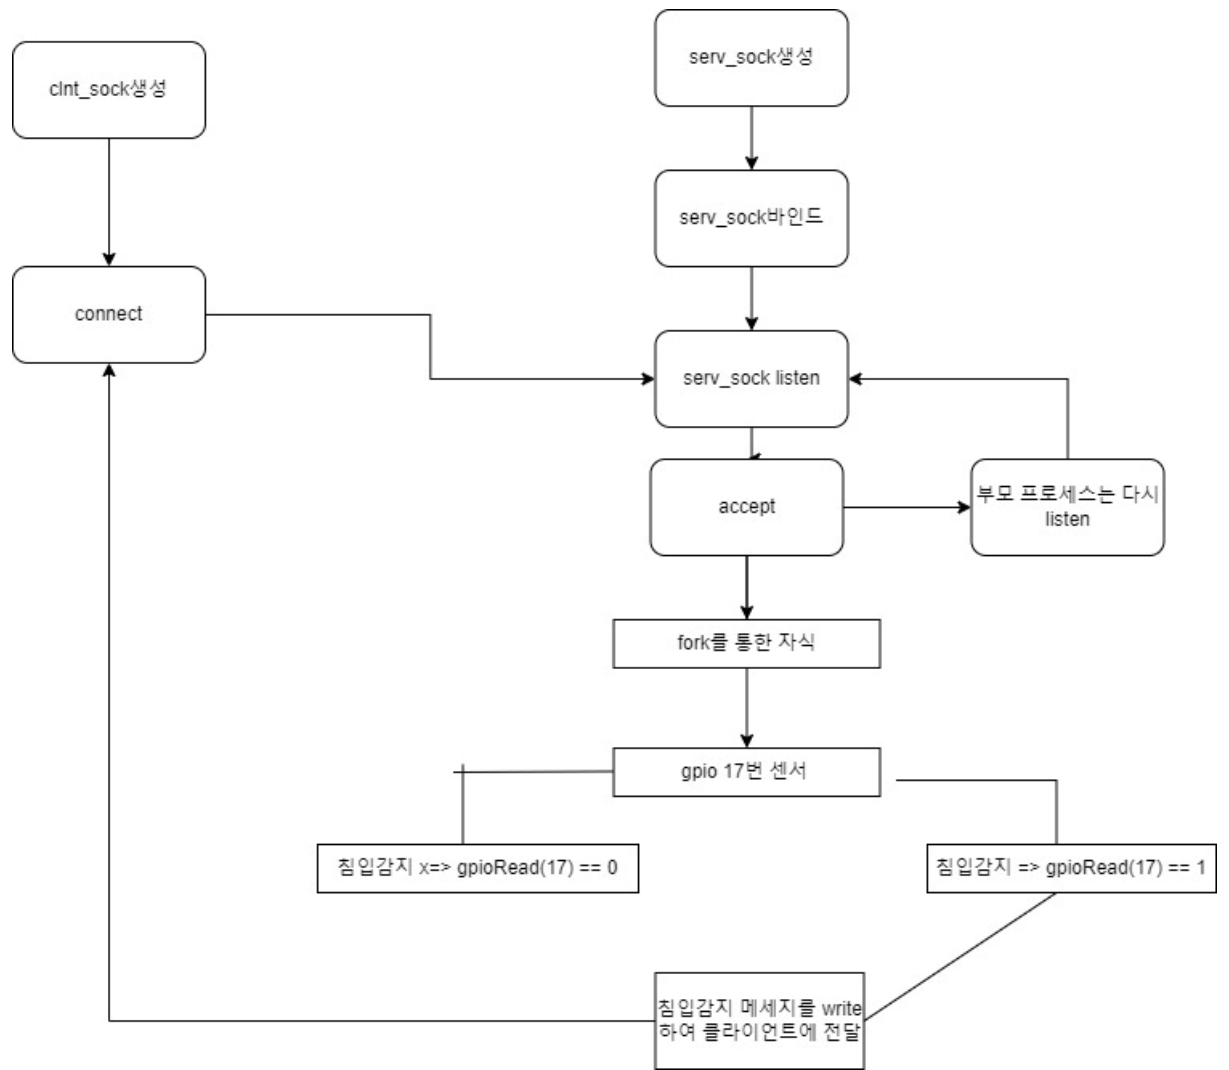 serv_sock생성
clnt_sock생성
serv_sock바인드
connect
serv_sock listen
accept
부모 프로세스는 다시
listen
fork를 통한 자식
gpio 17번 센서
침입감지 x=> gpioRead(17) == 0
침입감지 => gpioRead(17) == 1
침입감지 메세지를 write
하여 클라이언트에 전달